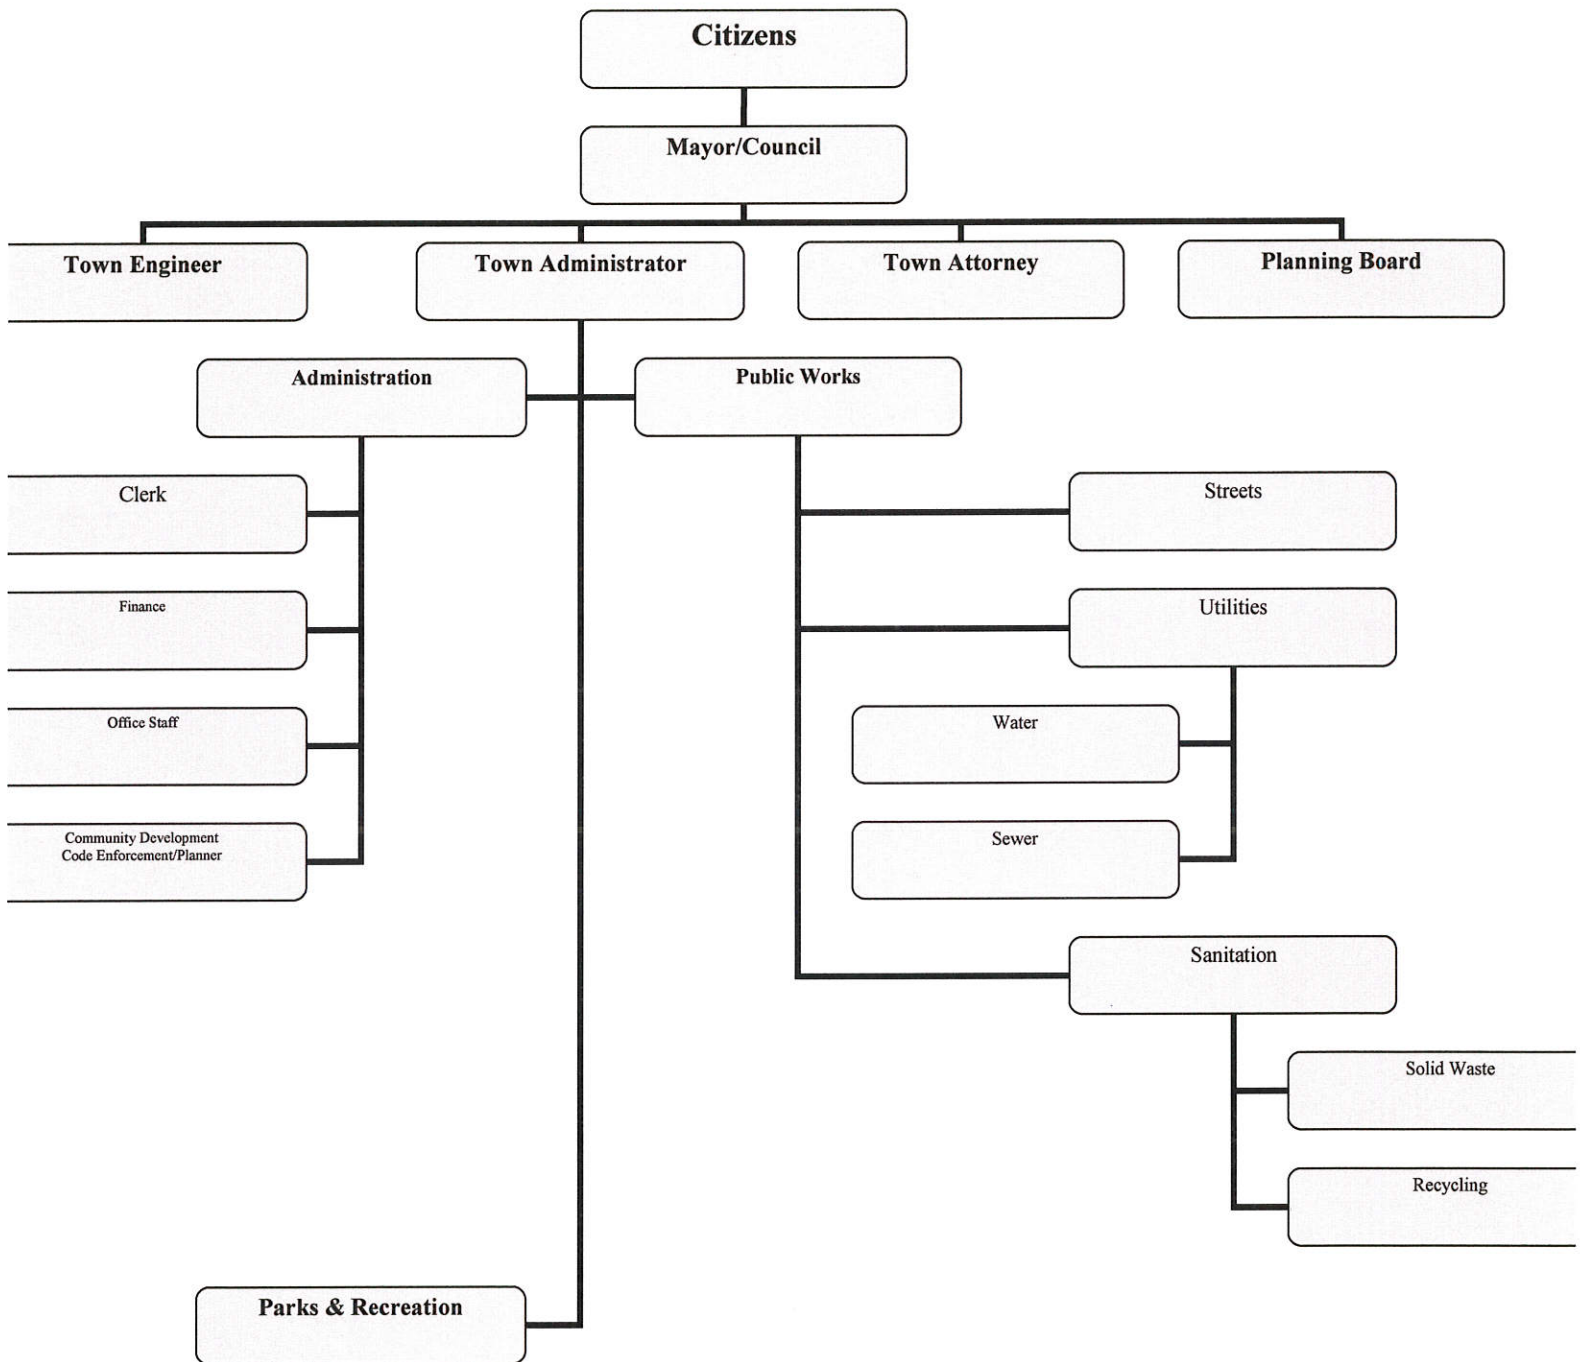 Citizens
Mayor/Council
Town Engineer
Town Administrator
Town Attorney
Planning Board
Administration
Public Works
Clerk
Streets
Finance
Utilities
Office Staff
Water
Community Development
Code Enforcement/Planner
Sewer
Sanitation
Solid Waste
Recycling
Parks & Recreation